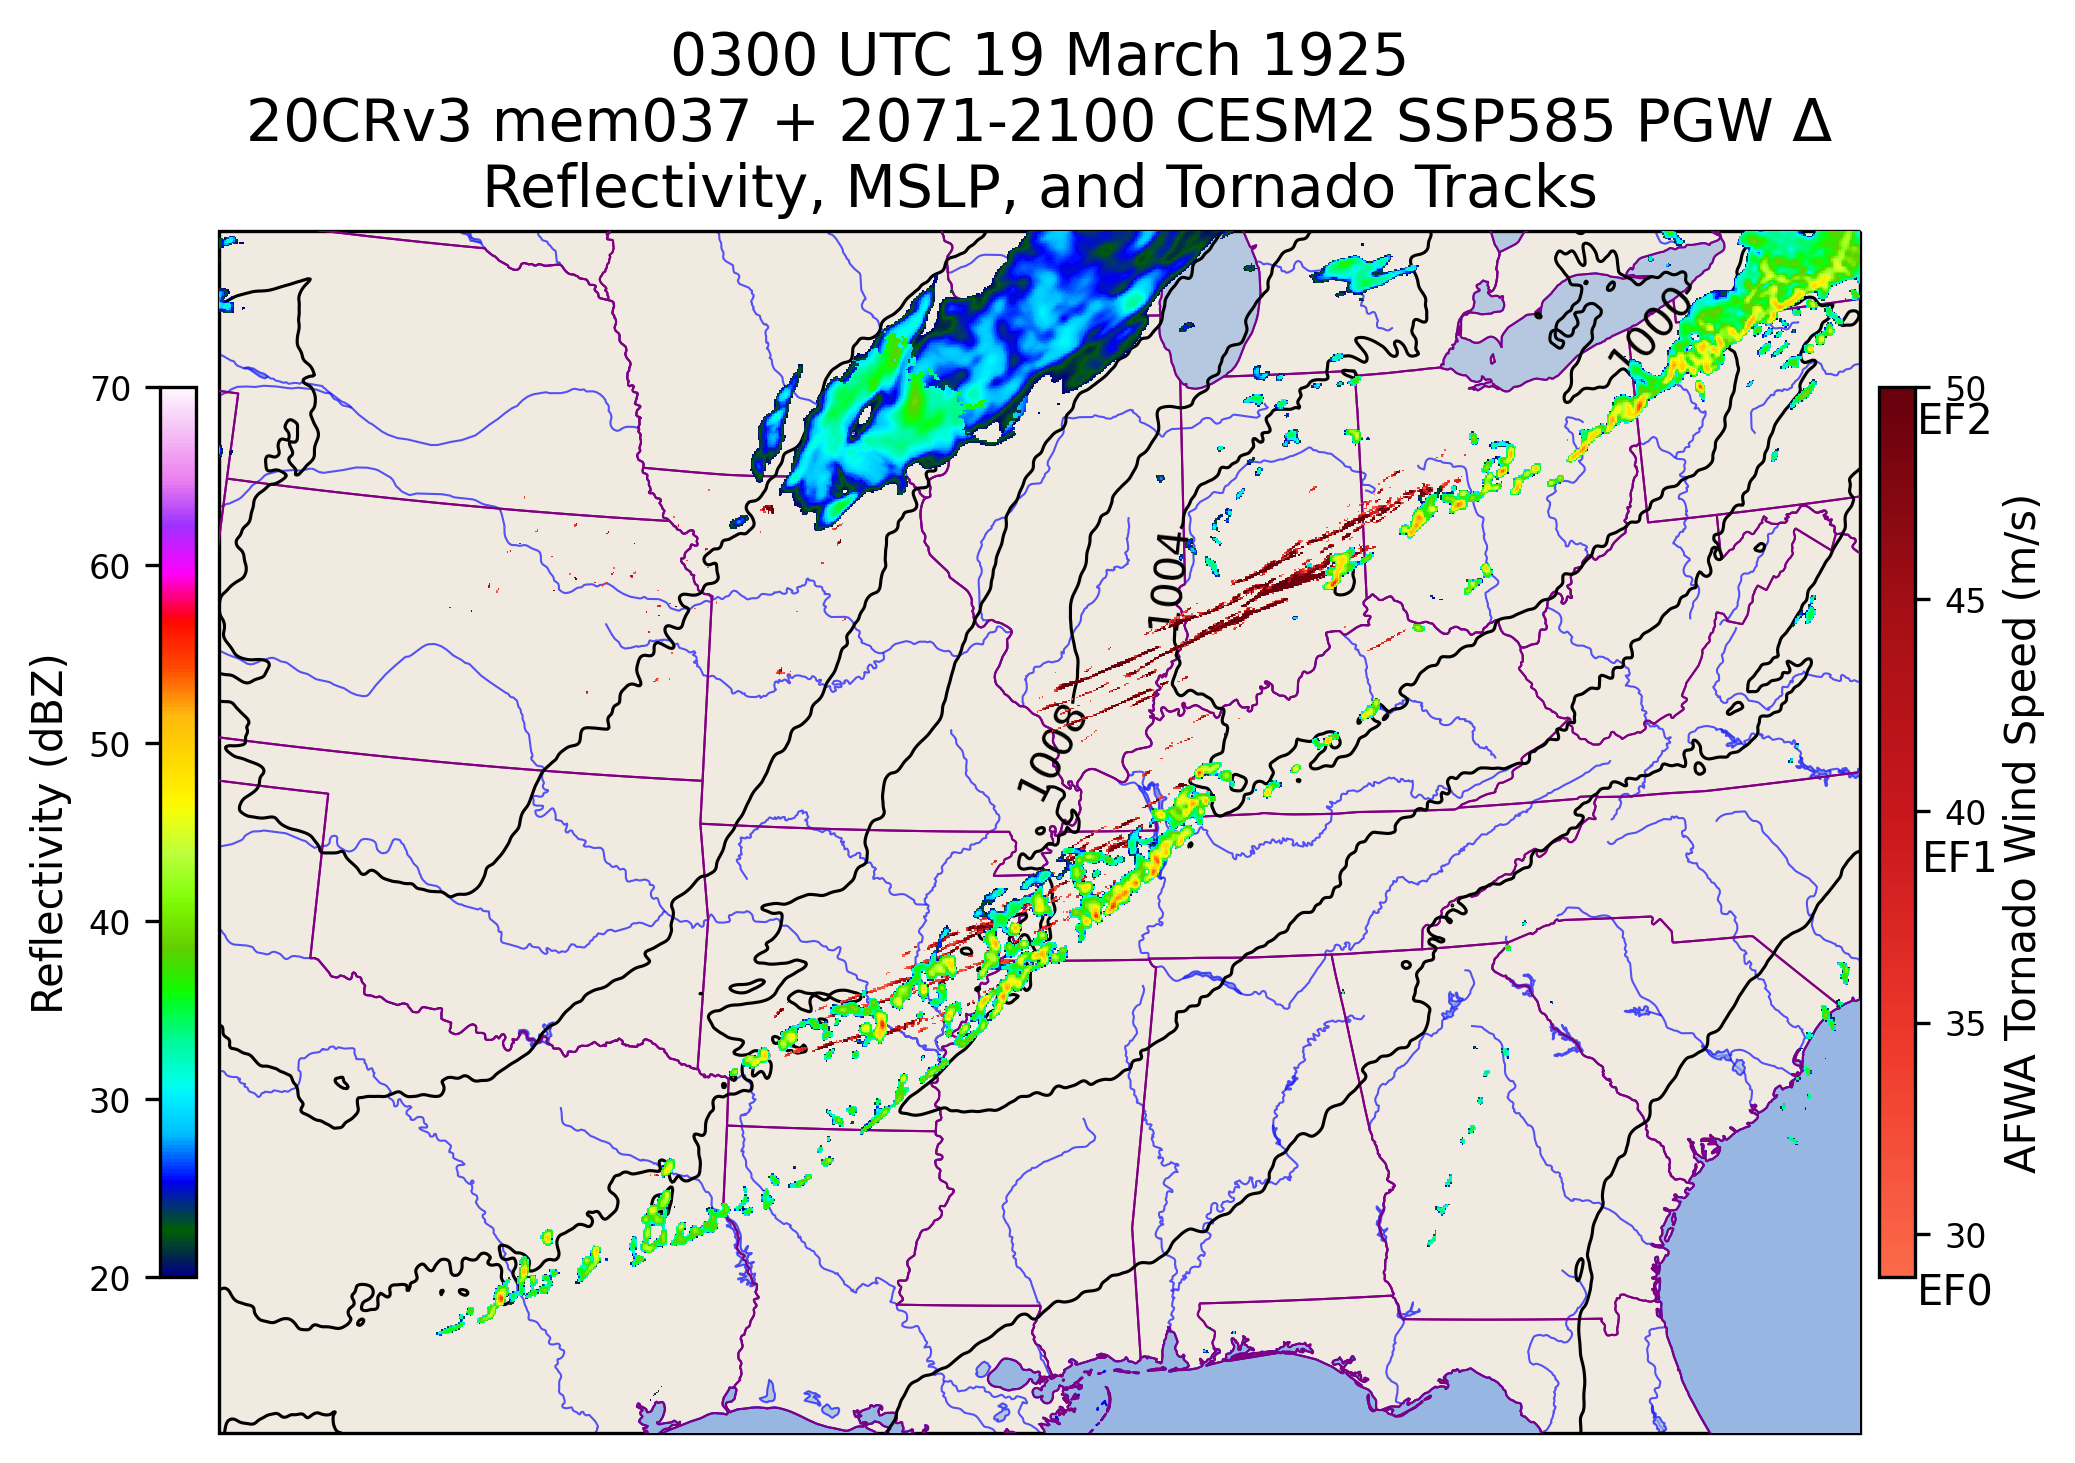 0300 UTC 19 March 1925
20CRv3 mem037 + 2071-2100 CESM2 SSP585 PGW Δ
Reflectivity, MSLP, and Tornado Tracks
70
60
50
40
30
20
Reflectivity (dBZ)
1000
1004
1008
50
EF2
45
40
EF1
35
30
EF0
AFWA Tornado Wind Speed (m/s)